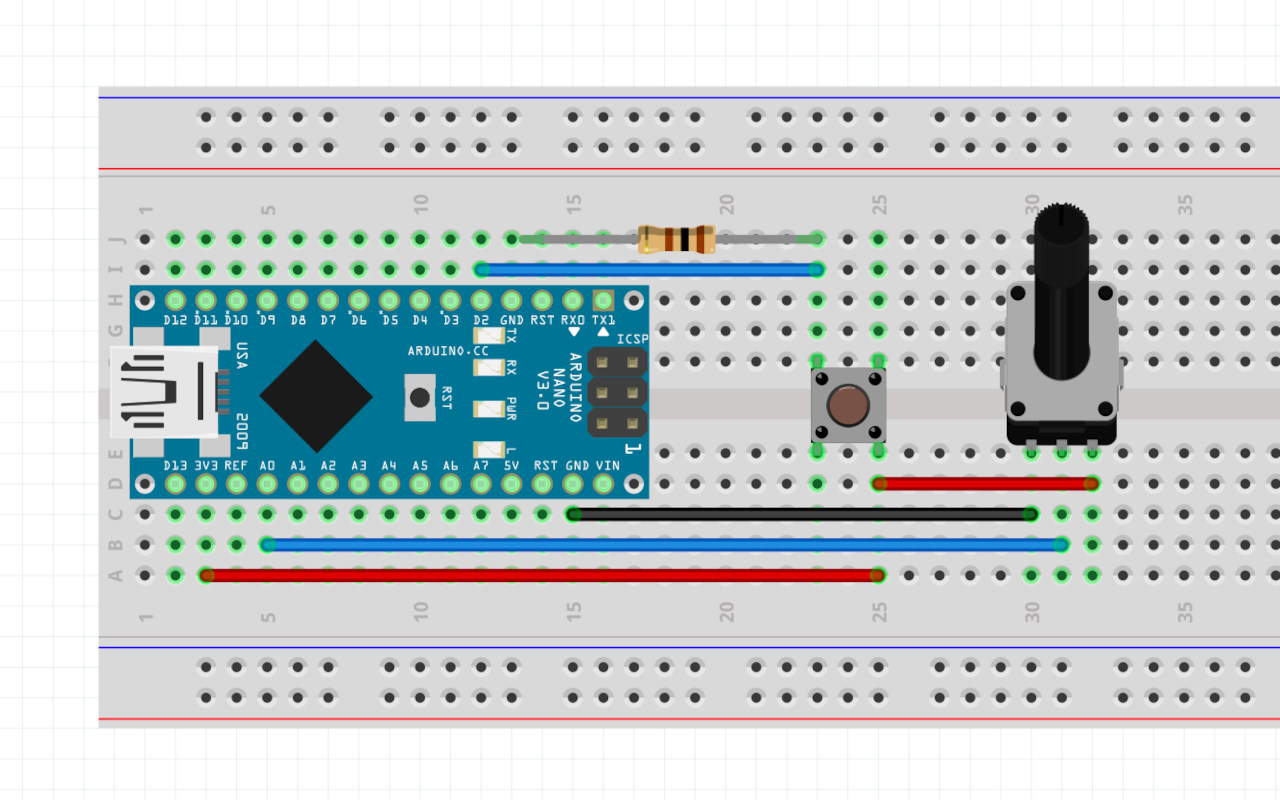 1 5 10 15 20 25 30 35
J
I
H
G
D12 D11 D10 D9 D8 D7 D6 D5 D4 D3 D2 GND RST RX0 TX1
TX
ICSP
USA
ARDUINO.CC
RX
ARDUINO
NANO
V3.0
RST
PWR
2009
L
1
E
D13 3V3 REF A0 A1 A2 A3 A4 A5 A6 A7 5V RST GND VIN
D
C
B
A
1 5 10 15 20 25 30 35